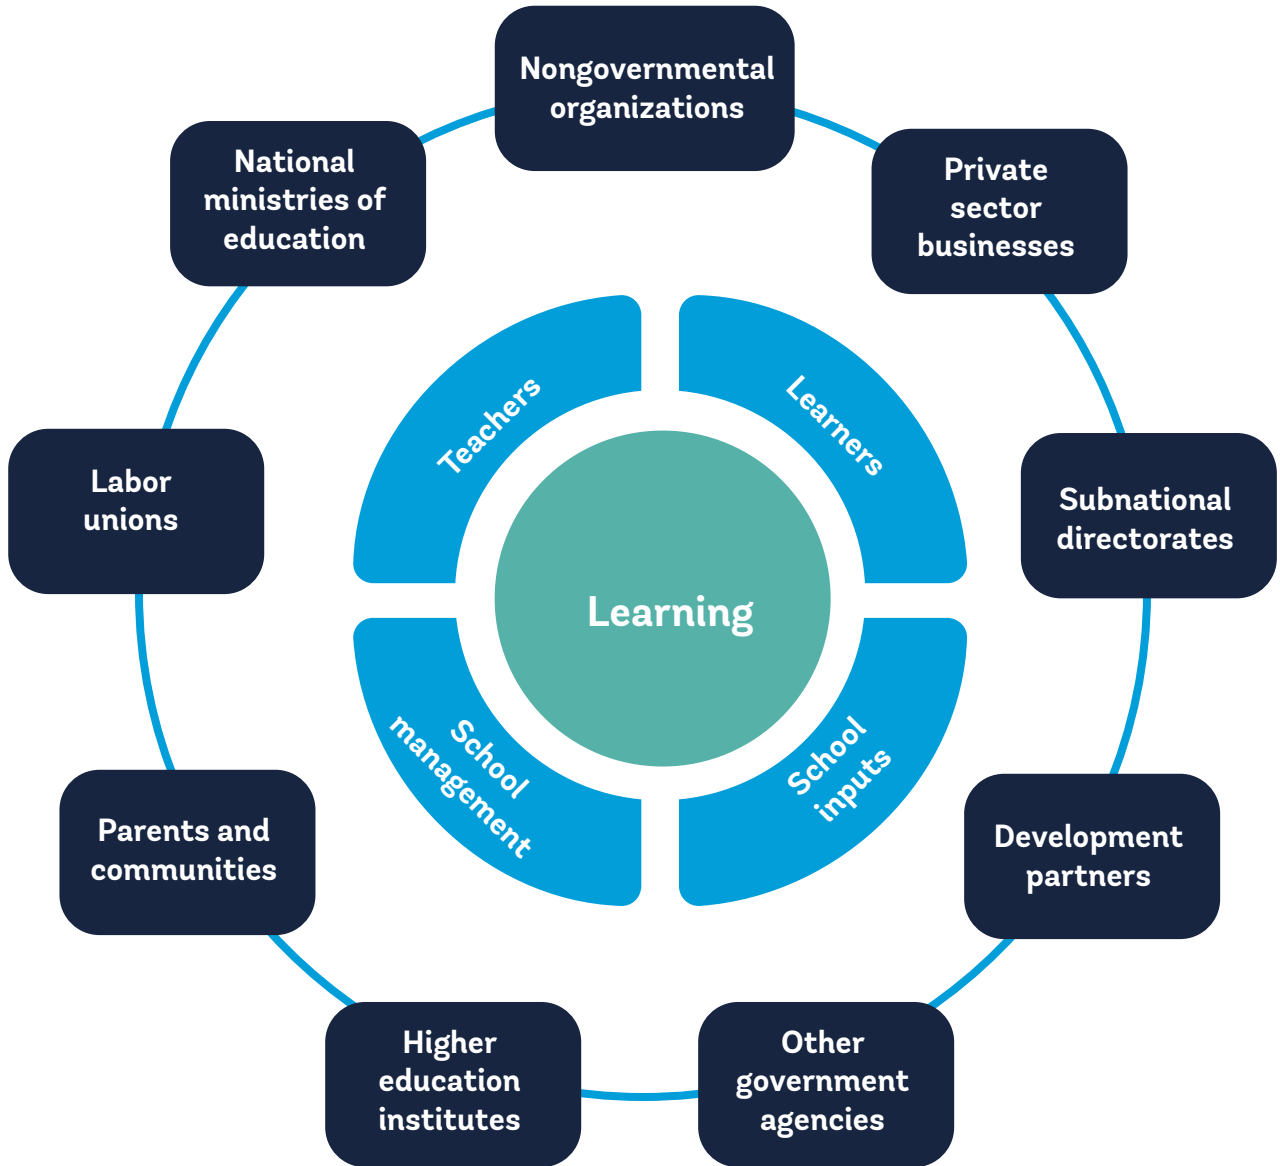 Nongovernmental
organizations
National
ministries of
education
Private
sector
businesses
Teachers
Learners
Labor
unions
Subnational
directorates
Learning
School
management
School
inputs
Parents and
communities
Development
partners
Higher
education
institutes
Other
government
agencies